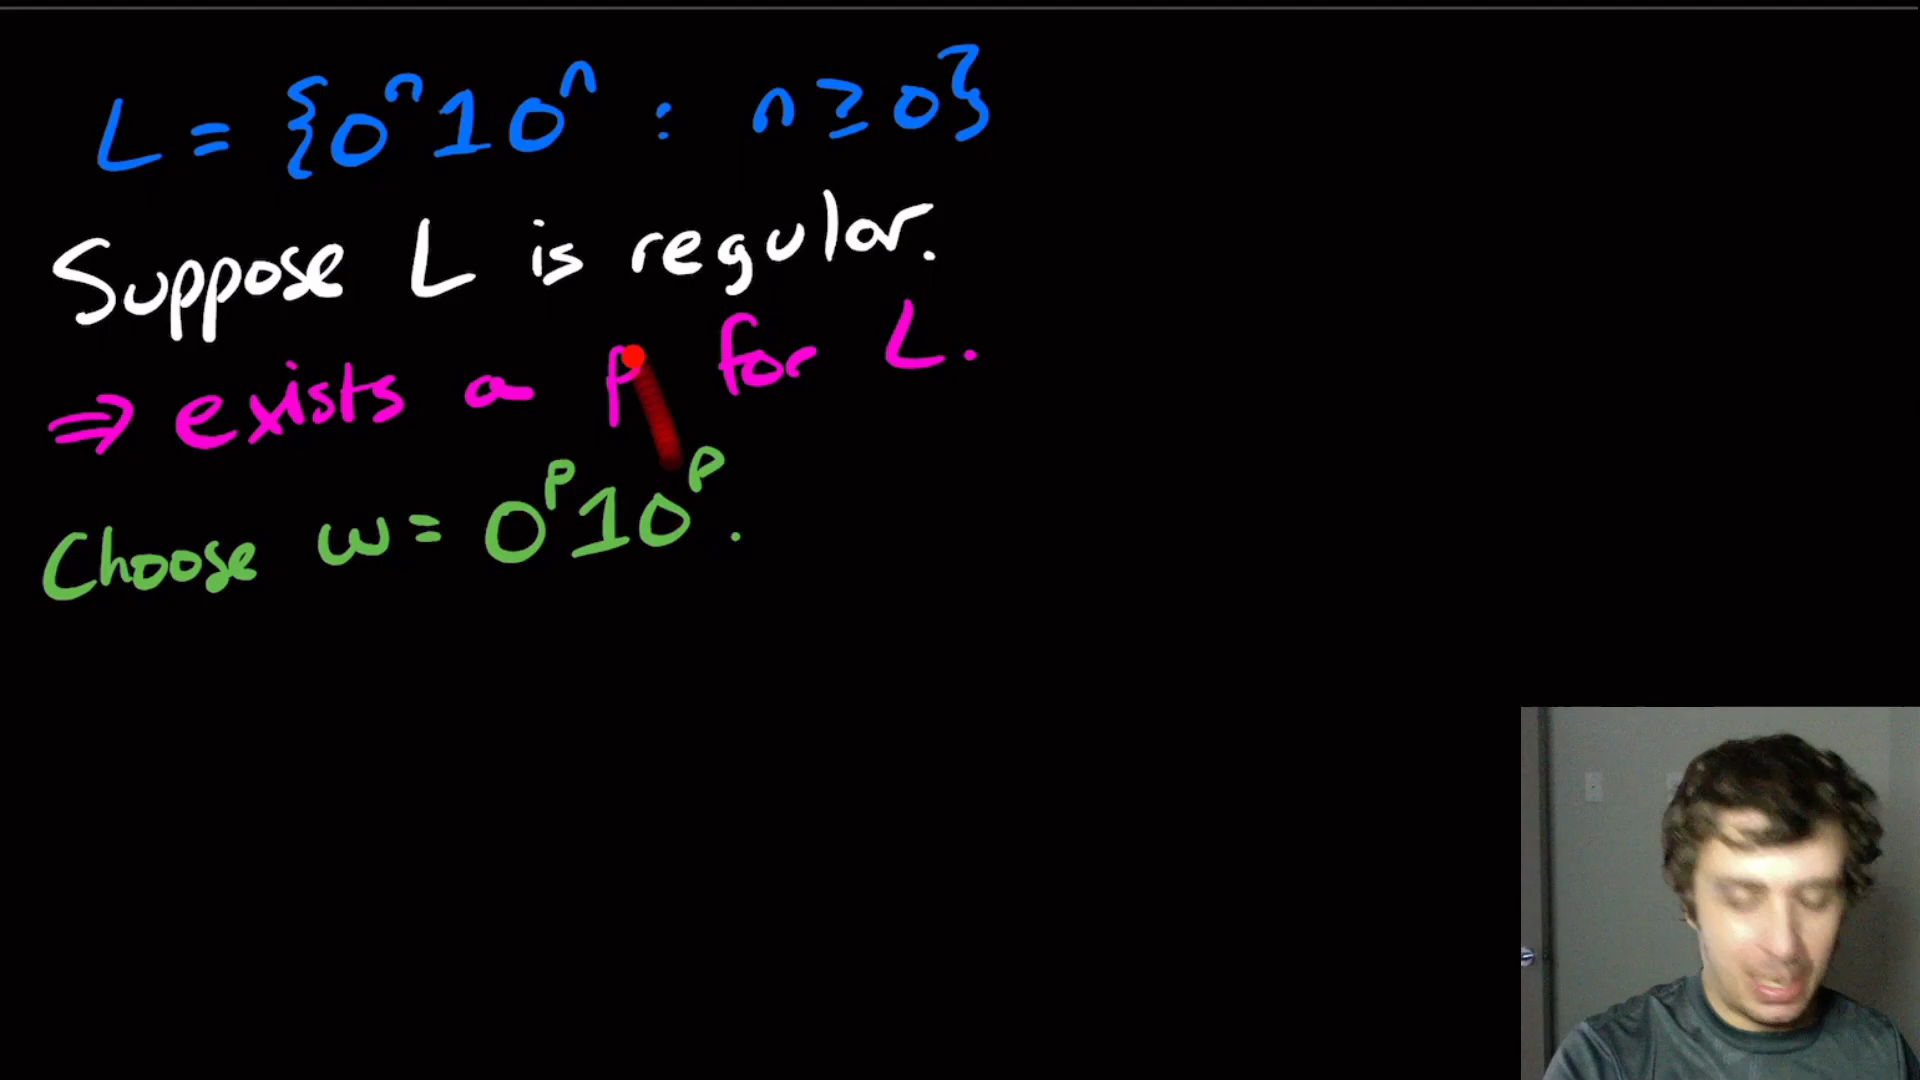 L = {0ⁿ10ⁿ : n ≥ 0}
Suppose L is regular.
⇒ exists a p for L.
Choose w = 0ᵖ10ᵖ.